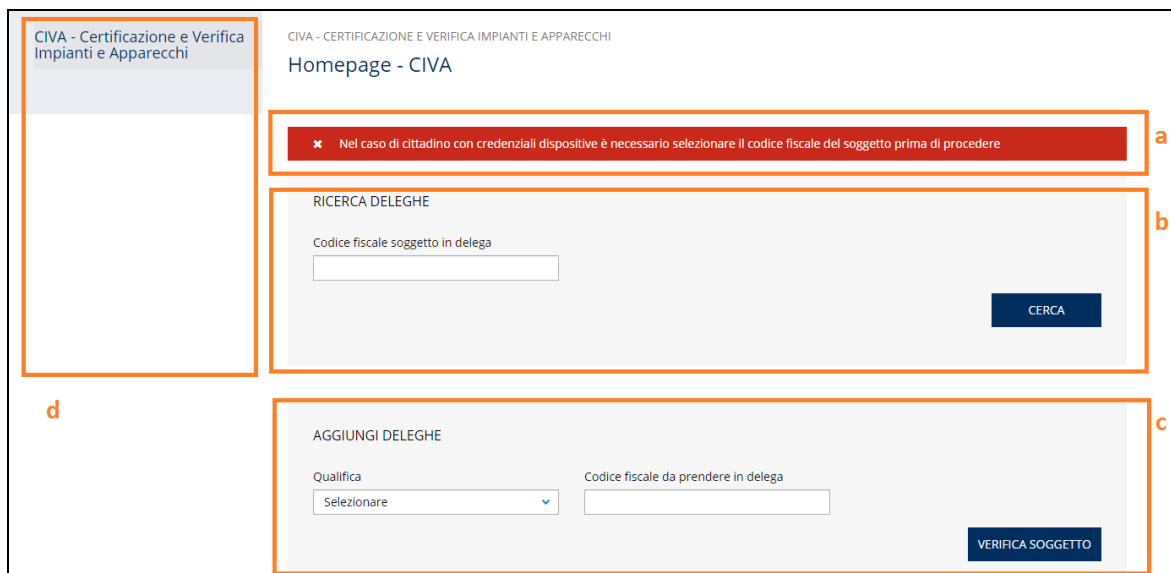 CIVA - Certificazione e Verifica
Impianti e Apparecchi
CIVA - CERTIFICAZIONE E VERIFICA IMPIANTI E APPARECCHI
Homepage - CIVA
a
✖ Nel caso di cittadino con credenziali dispositive è necessario selezionare il codice fiscale del soggetto prima di procedere
b
RICERCA DELEGHE
Codice fiscale soggetto in delega
CERCA
d
c
AGGIUNGI DELEGHE
Qualifica Codice fiscale da prendere in delega
Selezionare
VERIFICA SOGGETTO